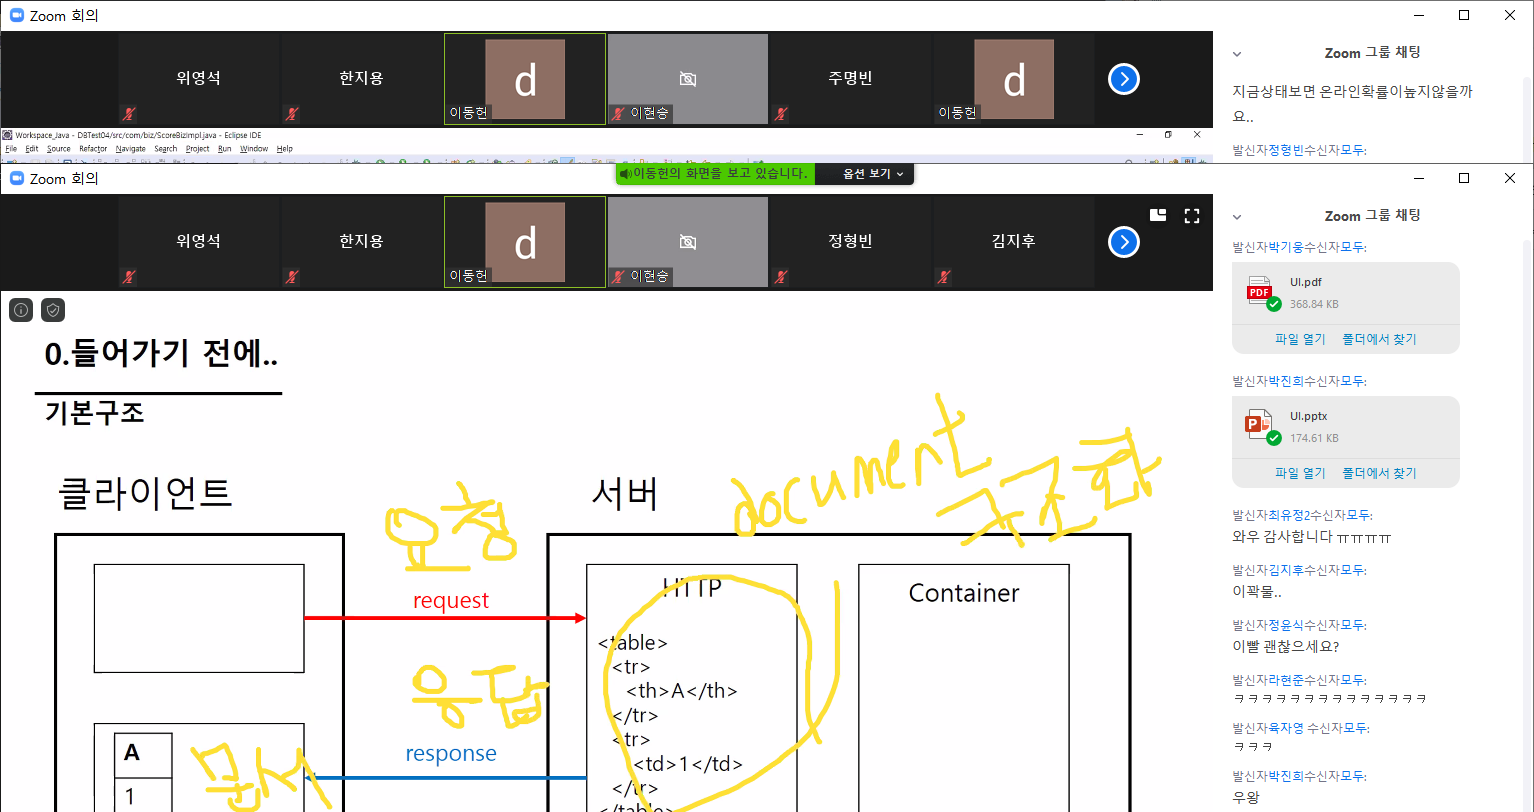 Zoom 회의
위영석
한지용
d
이동헌
이현승
주명빈
d
이동헌
Zoom 그룹 채팅
지금상태보면 온라인확률이높지않을까
요..
발신자정형빈수신자모두:
Workspace_Java - DBTest04/src/com/biz/ScoreBizImpl.java - Eclipse IDE
File Edit Source Refactor Navigate Search Project Run Window Help
Zoom 회의
이동헌의 화면을 보고 있습니다.
옵션 보기
위영석
한지용
d
이동헌
이현승
정형빈
김지후
Zoom 그룹 채팅
발신자박기웅수신자모두:
PDF
UI.pdf
368.84 KB
파일 열기 폴더에서 찾기
발신자박진희수신자모두:
P
UI.pptx
174.61 KB
파일 열기 폴더에서 찾기
발신자최유정2수신자모두:
와우 감사합니다 ㅠㅠㅠㅠ
발신자김지후수신자모두:
이꽉물..
발신자정윤식수신자모두:
이빨 괜찮으세요?
발신자라현준수신자모두:
ㅋㅋㅋㅋㅋㅋㅋㅋㅋㅋㅋㅋㅋㅋ
발신자육자영 수신자모두:
ㅋㅋㅋ
발신자박진희수신자모두:
우왕
0.들어가기 전에..
기본구조
클라이언트
서버
document
구조화
요청
request
응답
response
문서
A
1
HTTP
<table>
<tr>
<th>A</th>
</tr>
<tr>
<td>1</td>
</tr>
</table>
Container